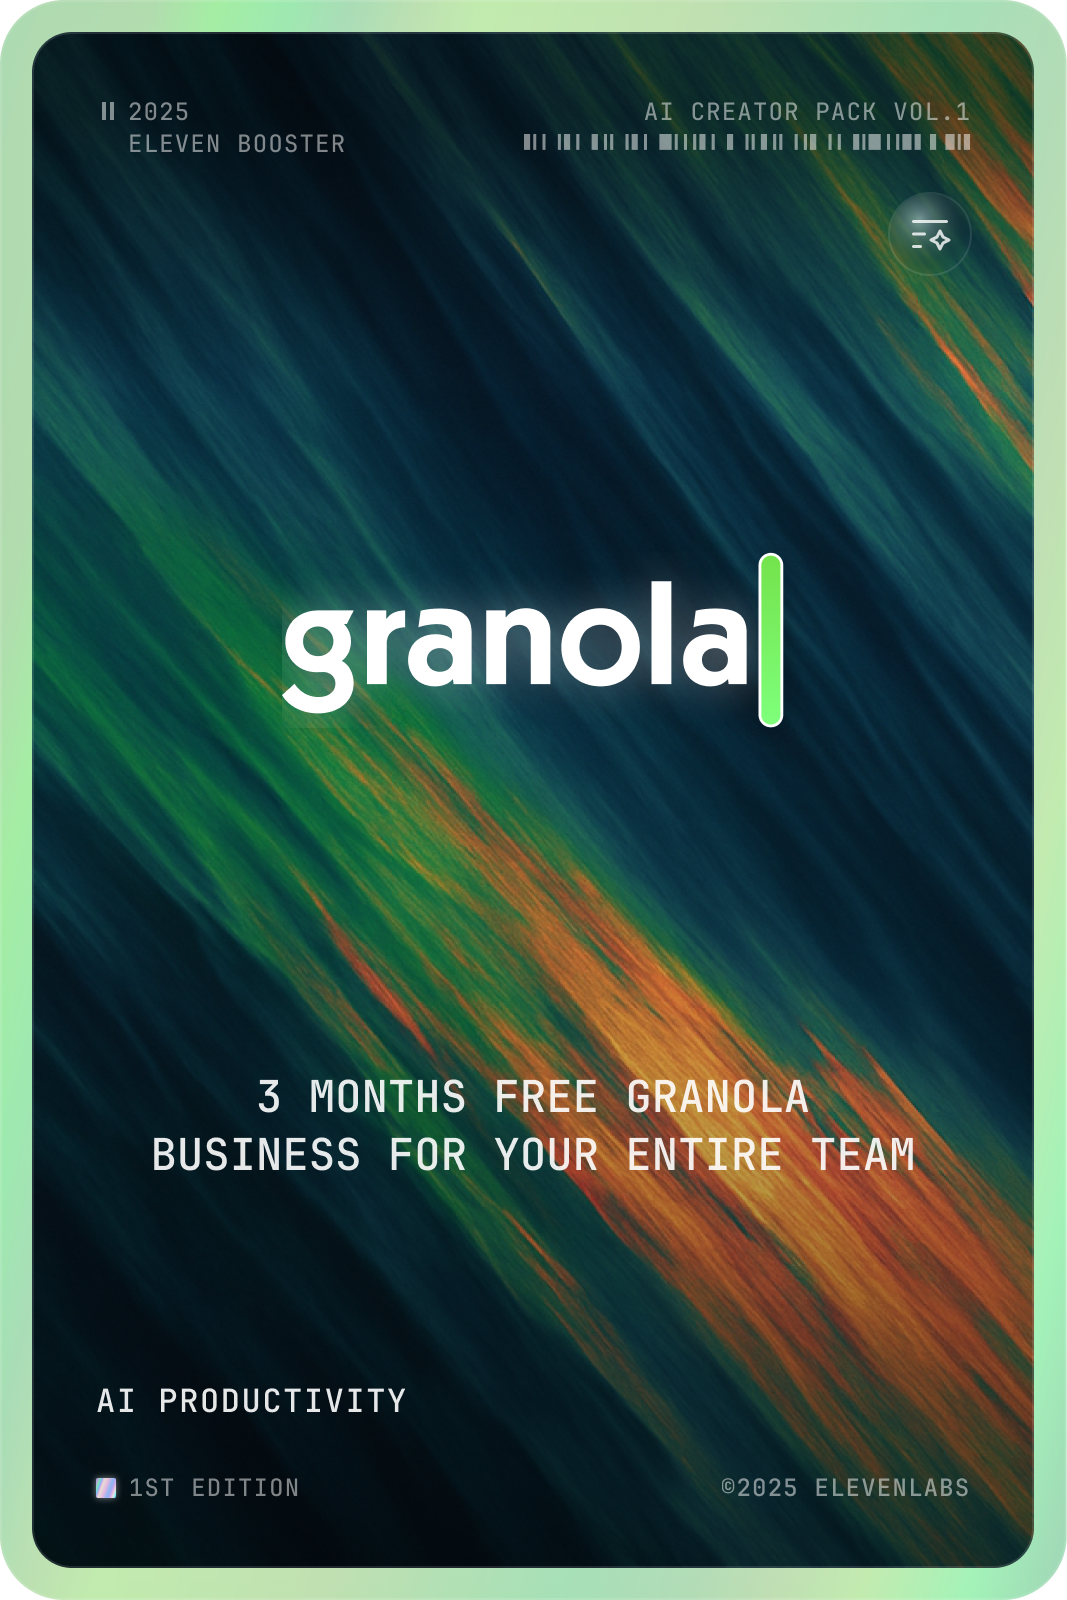 2025
ELEVEN BOOSTER
AI CREATOR PACK VOL.1
granola
3 MONTHS FREE GRANOLA
BUSINESS FOR YOUR ENTIRE TEAM
AI PRODUCTIVITY
1ST EDITION
©2025 ELEVENLABS